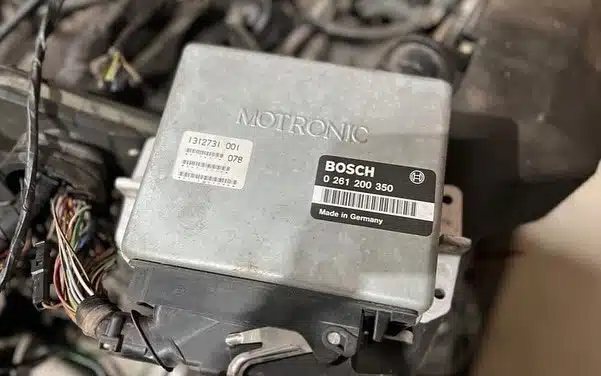 MOTRONIC
1312731 001
078
BOSCH
0 261 200 350
Made in Germany